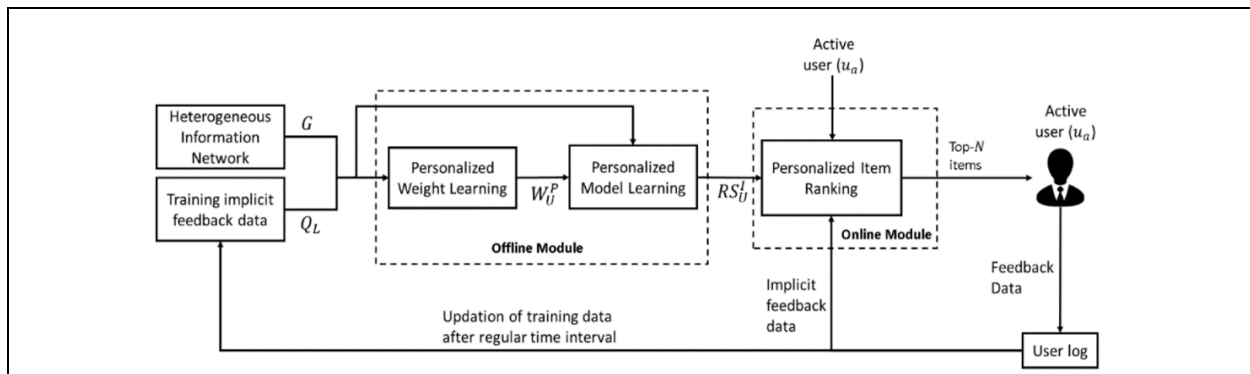 Active
user (u_a)
Heterogeneous
Information
Network
G
Training implicit
feedback data
Q_L
Personalized
Weight Learning
W_U^P
Personalized
Model Learning
Offline Module
RS_U^I
Personalized Item
Ranking
Online Module
Top-N
items
Active
user (u_a)
Implicit
feedback
data
Feedback
Data
Updation of training data
after regular time interval
User log